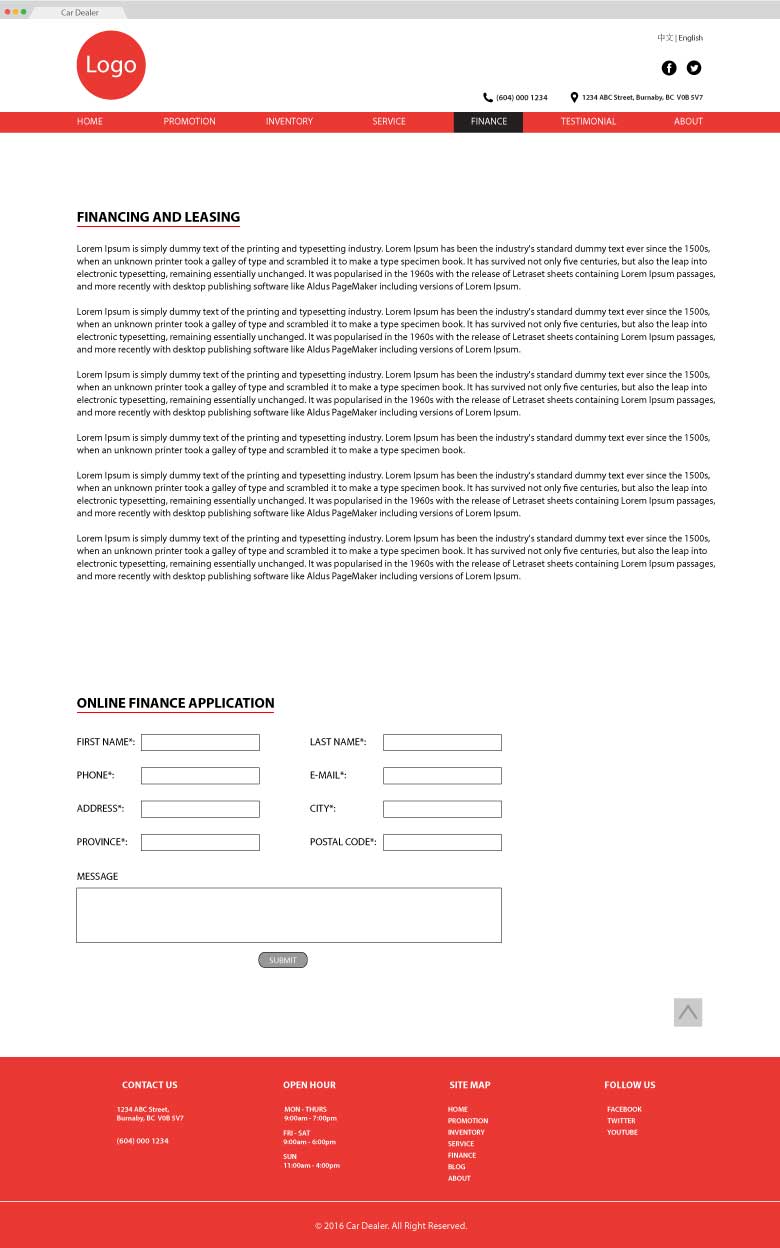 Car Dealer
中文 | English
Logo
(604) 000 1234
1234 ABC Street, Burnaby, BC V0B 5V7
HOME PROMOTION INVENTORY SERVICE FINANCE TESTIMONIAL ABOUT
FINANCING AND LEASING
Lorem Ipsum is simply dummy text of the printing and typesetting industry. Lorem Ipsum has been the industry's standard dummy text ever since the 1500s,
when an unknown printer took a galley of type and scrambled it to make a type specimen book. It has survived not only five centuries, but also the leap into
electronic typesetting, remaining essentially unchanged. It was popularised in the 1960s with the release of Letraset sheets containing Lorem Ipsum passages,
and more recently with desktop publishing software like Aldus PageMaker including versions of Lorem Ipsum.
Lorem Ipsum is simply dummy text of the printing and typesetting industry. Lorem Ipsum has been the industry's standard dummy text ever since the 1500s,
when an unknown printer took a galley of type and scrambled it to make a type specimen book. It has survived not only five centuries, but also the leap into
electronic typesetting, remaining essentially unchanged. It was popularised in the 1960s with the release of Letraset sheets containing Lorem Ipsum passages,
and more recently with desktop publishing software like Aldus PageMaker including versions of Lorem Ipsum.
Lorem Ipsum is simply dummy text of the printing and typesetting industry. Lorem Ipsum has been the industry's standard dummy text ever since the 1500s,
when an unknown printer took a galley of type and scrambled it to make a type specimen book. It has survived not only five centuries, but also the leap into
electronic typesetting, remaining essentially unchanged. It was popularised in the 1960s with the release of Letraset sheets containing Lorem Ipsum passages,
and more recently with desktop publishing software like Aldus PageMaker including versions of Lorem Ipsum.
Lorem Ipsum is simply dummy text of the printing and typesetting industry. Lorem Ipsum has been the industry's standard dummy text ever since the 1500s,
when an unknown printer took a galley of type and scrambled it to make a type specimen book.
Lorem Ipsum is simply dummy text of the printing and typesetting industry. Lorem Ipsum has been the industry's standard dummy text ever since the 1500s,
when an unknown printer took a galley of type and scrambled it to make a type specimen book. It has survived not only five centuries, but also the leap into
electronic typesetting, remaining essentially unchanged. It was popularised in the 1960s with the release of Letraset sheets containing Lorem Ipsum passages,
and more recently with desktop publishing software like Aldus PageMaker including versions of Lorem Ipsum.
Lorem Ipsum is simply dummy text of the printing and typesetting industry. Lorem Ipsum has been the industry's standard dummy text ever since the 1500s,
when an unknown printer took a galley of type and scrambled it to make a type specimen book. It has survived not only five centuries, but also the leap into
electronic typesetting, remaining essentially unchanged. It was popularised in the 1960s with the release of Letraset sheets containing Lorem Ipsum passages,
and more recently with desktop publishing software like Aldus PageMaker including versions of Lorem Ipsum.
ONLINE FINANCE APPLICATION
FIRST NAME*: LAST NAME*:
PHONE*: E-MAIL*:
ADDRESS*: CITY*:
PROVINCE*: POSTAL CODE*:
MESSAGE
SUBMIT
CONTACT US
1234 ABC Street,
Burnaby, BC V0B 5V7
(604) 000 1234
OPEN HOUR
MON - THURS
9:00am - 7:00pm
FRI - SAT
9:00am - 6:00pm
SUN
11:00am - 4:00pm
SITE MAP
HOME
PROMOTION
INVENTORY
SERVICE
FINANCE
BLOG
ABOUT
FOLLOW US
FACEBOOK
TWITTER
YOUTUBE
© 2016 Car Dealer. All Right Reserved.